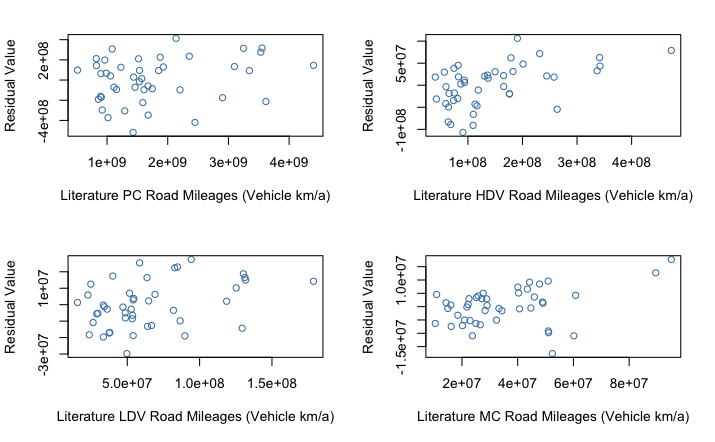 Residual Value
2e+08
-4e+08
1e+09 2e+09 3e+09 4e+09
Literature PC Road Mileages (Vehicle km/a)
Residual Value
5e+07
-1e+08
1e+08 2e+08 3e+08 4e+08
Literature HDV Road Mileages (Vehicle km/a)
Residual Value
1e+07
-3e+07
5.0e+07 1.0e+08 1.5e+08
Literature LDV Road Mileages (Vehicle km/a)
Residual Value
1.0e+07
-1.5e+07
2e+07 4e+07 6e+07 8e+07
Literature MC Road Mileages (Vehicle km/a)